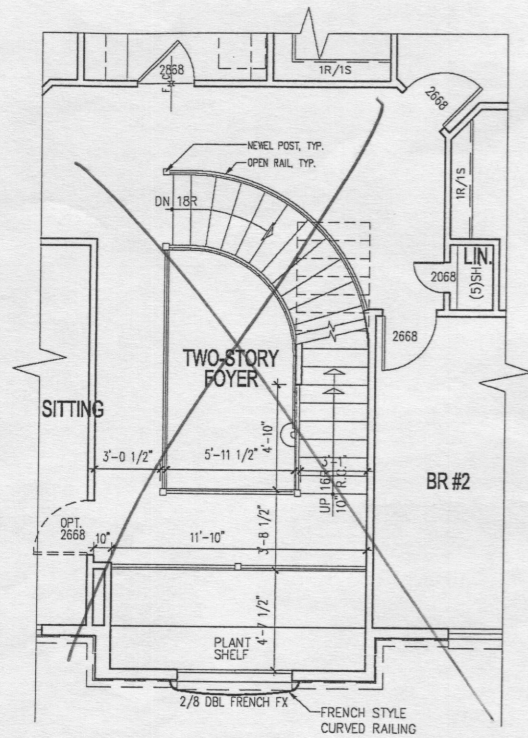 1R/1S
2668
F.G.
2668
NEWEL POST, TYP.
OPEN RAIL, TYP.
1R/1S
DN 18R
LIN.
2068
(5)SH.
2668
TWO-STORY
FOYER
SITTING
4'-10"
3'-0 1/2"
5'-11 1/2"
UP 16R
10" R.O.
BR #2
OPT.
2668
10"
11'-10"
3'-8 1/2"
4'-7 1/2"
PLANT
SHELF
2/8 DBL FRENCH FX
FRENCH STYLE
CURVED RAILING